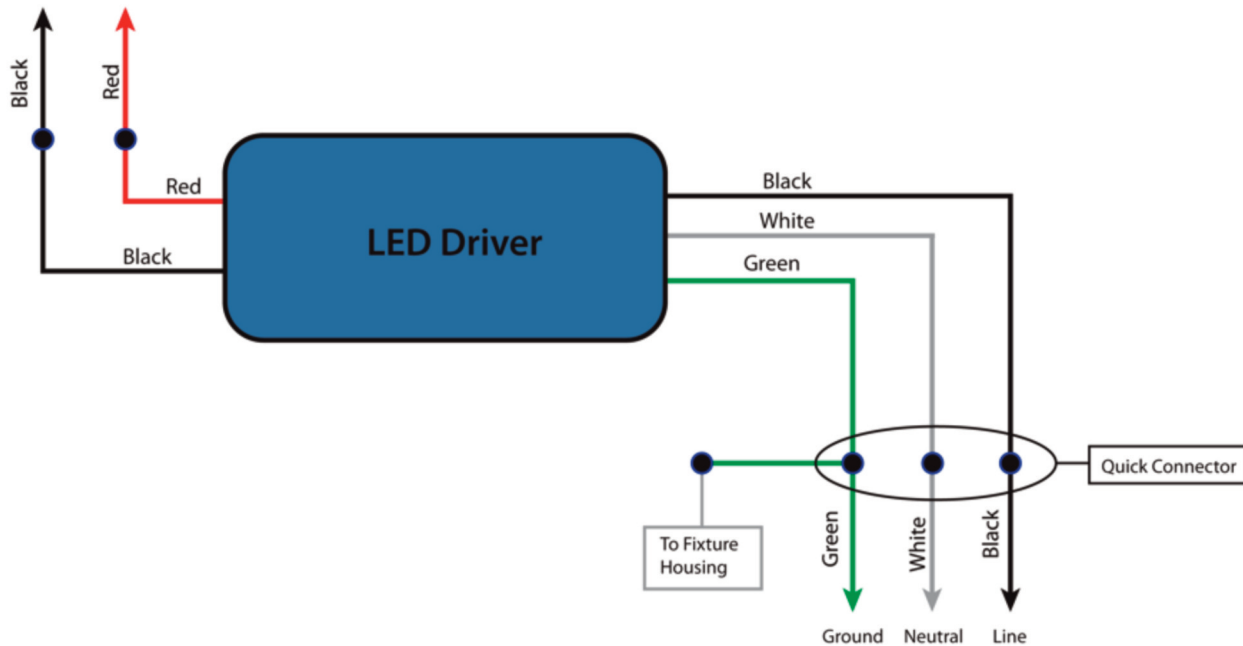 Black
Red
Red
Black
LED Driver
Black
White
Green
Quick Connector
To Fixture
Housing
Green
White
Black
Ground
Neutral
Line